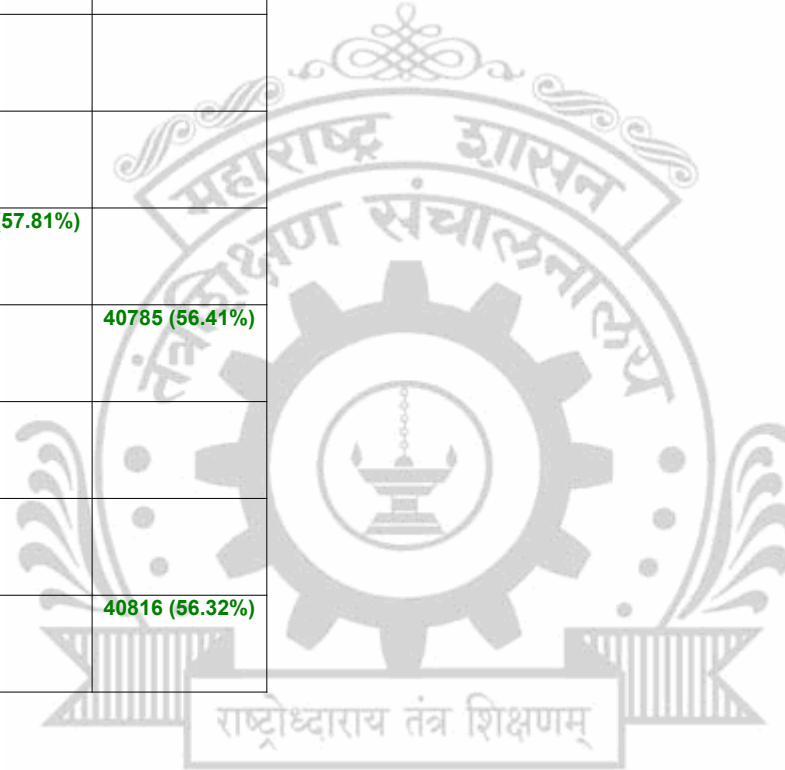 महाराष्ट्र शासन
तंत्रशिक्षण संचालनालय
57.81%)
40785 (56.41%)
40816 (56.32%)
राष्ट्रोध्दाराय तंत्र शिक्षणम्